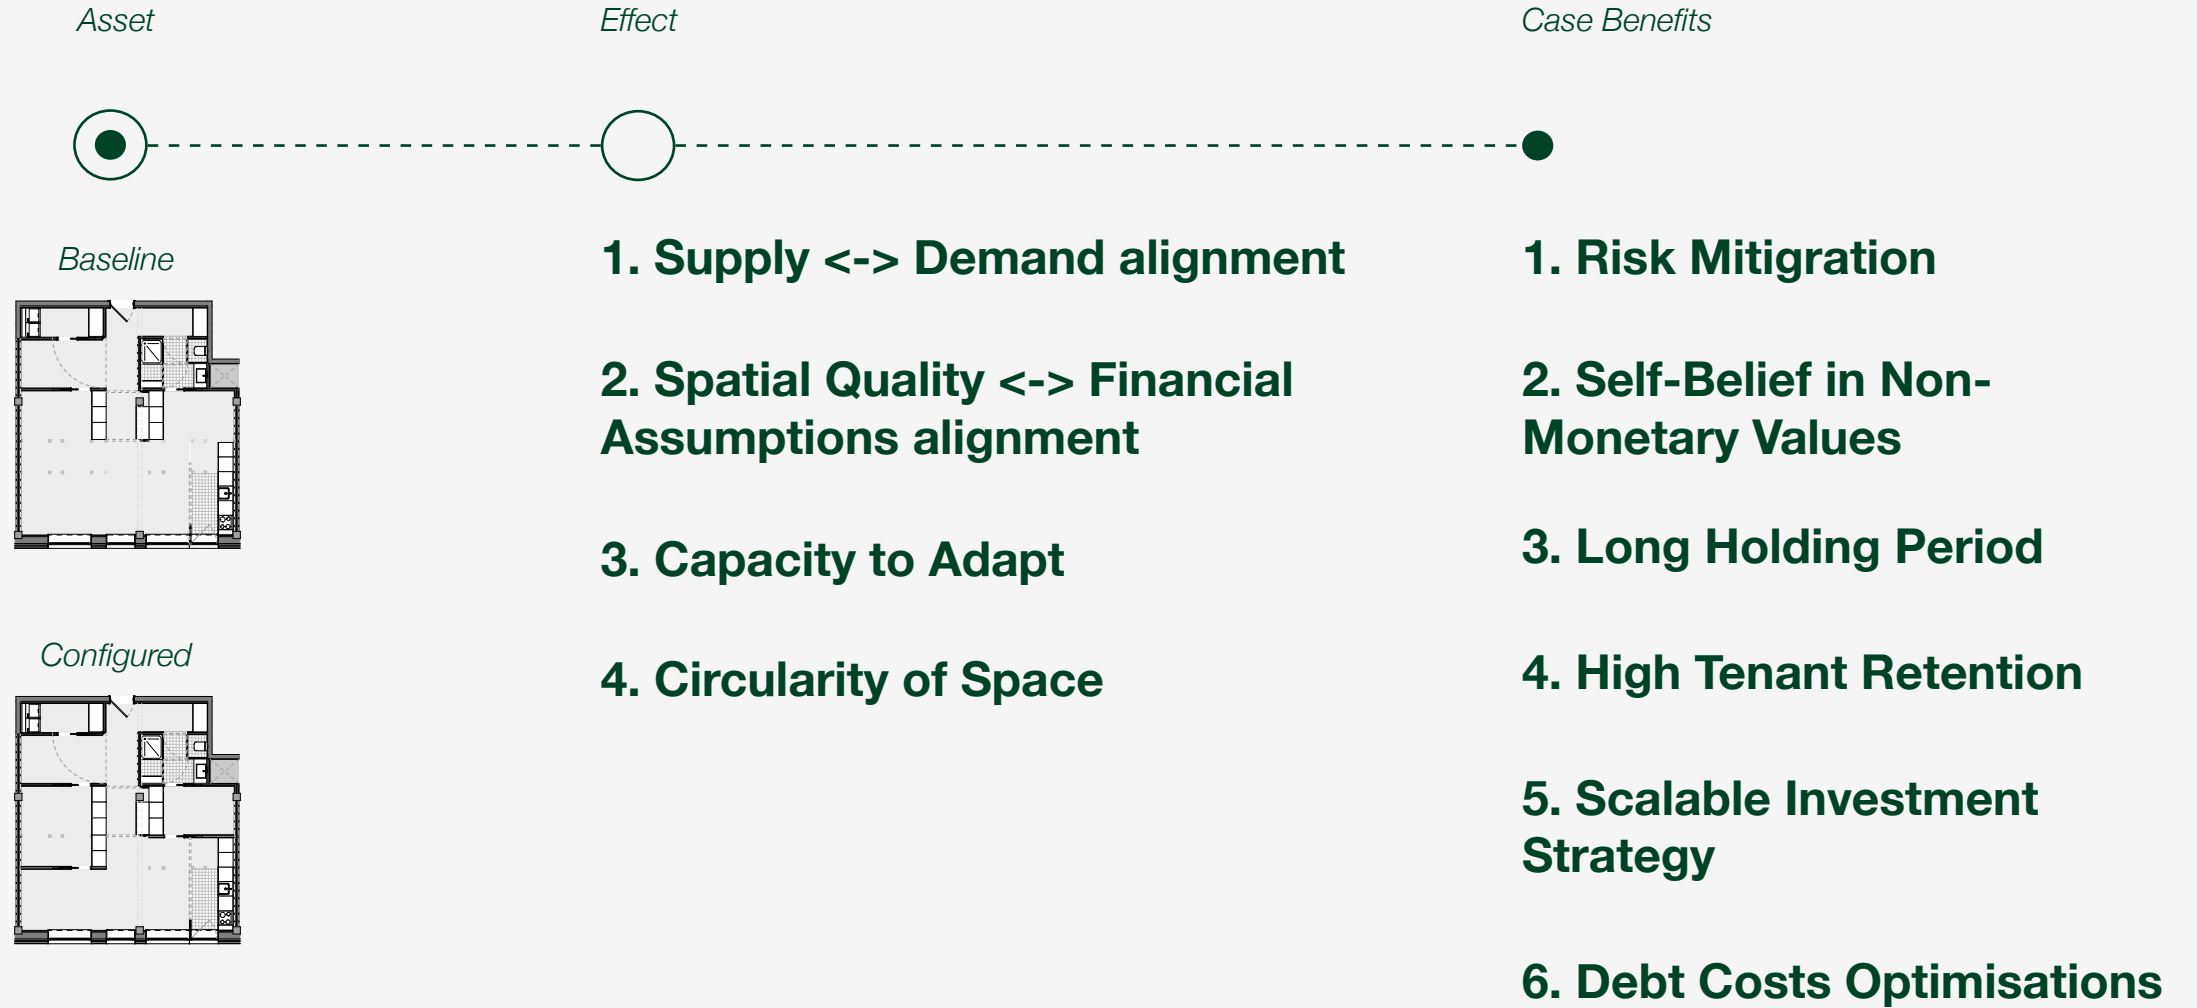 Asset
Effect
Case Benefits
Baseline
Configured
1. Supply <-> Demand alignment
2. Spatial Quality <-> Financial
Assumptions alignment
3. Capacity to Adapt
4. Circularity of Space
1. Risk Mitigration
2. Self-Belief in Non-
Monetary Values
3. Long Holding Period
4. High Tenant Retention
5. Scalable Investment
Strategy
6. Debt Costs Optimisations